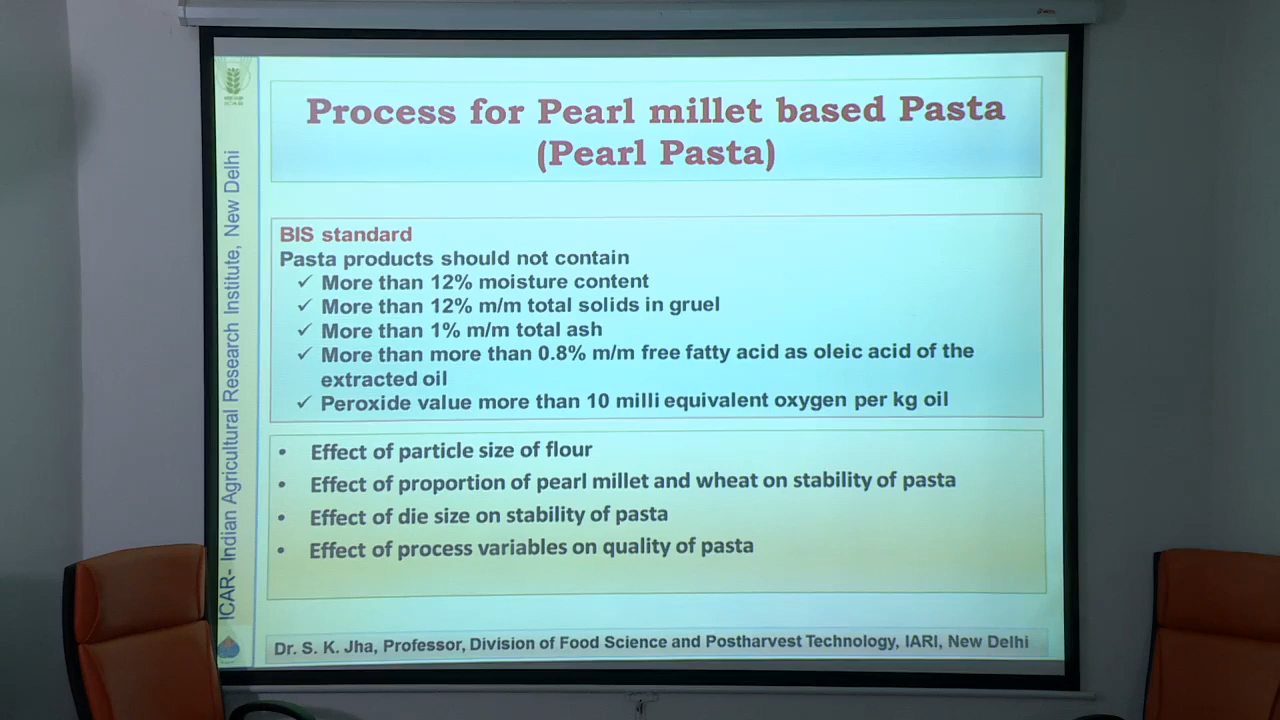 Process for Pearl millet based Pasta
(Pearl Pasta)
BIS standard
Pasta products should not contain
✓ More than 12% moisture content
✓ More than 12% m/m total solids in gruel
✓ More than 1% m/m total ash
✓ More than more than 0.8% m/m free fatty acid as oleic acid of the
extracted oil
✓ Peroxide value more than 10 milli equivalent oxygen per kg oil
• Effect of particle size of flour
• Effect of proportion of pearl millet and wheat on stability of pasta
• Effect of die size on stability of pasta
• Effect of process variables on quality of pasta
Dr. S. K. Jha, Professor, Division of Food Science and Postharvest Technology, IARI, New Delhi
ICAR- Indian Agricultural Research Institute, New Delhi